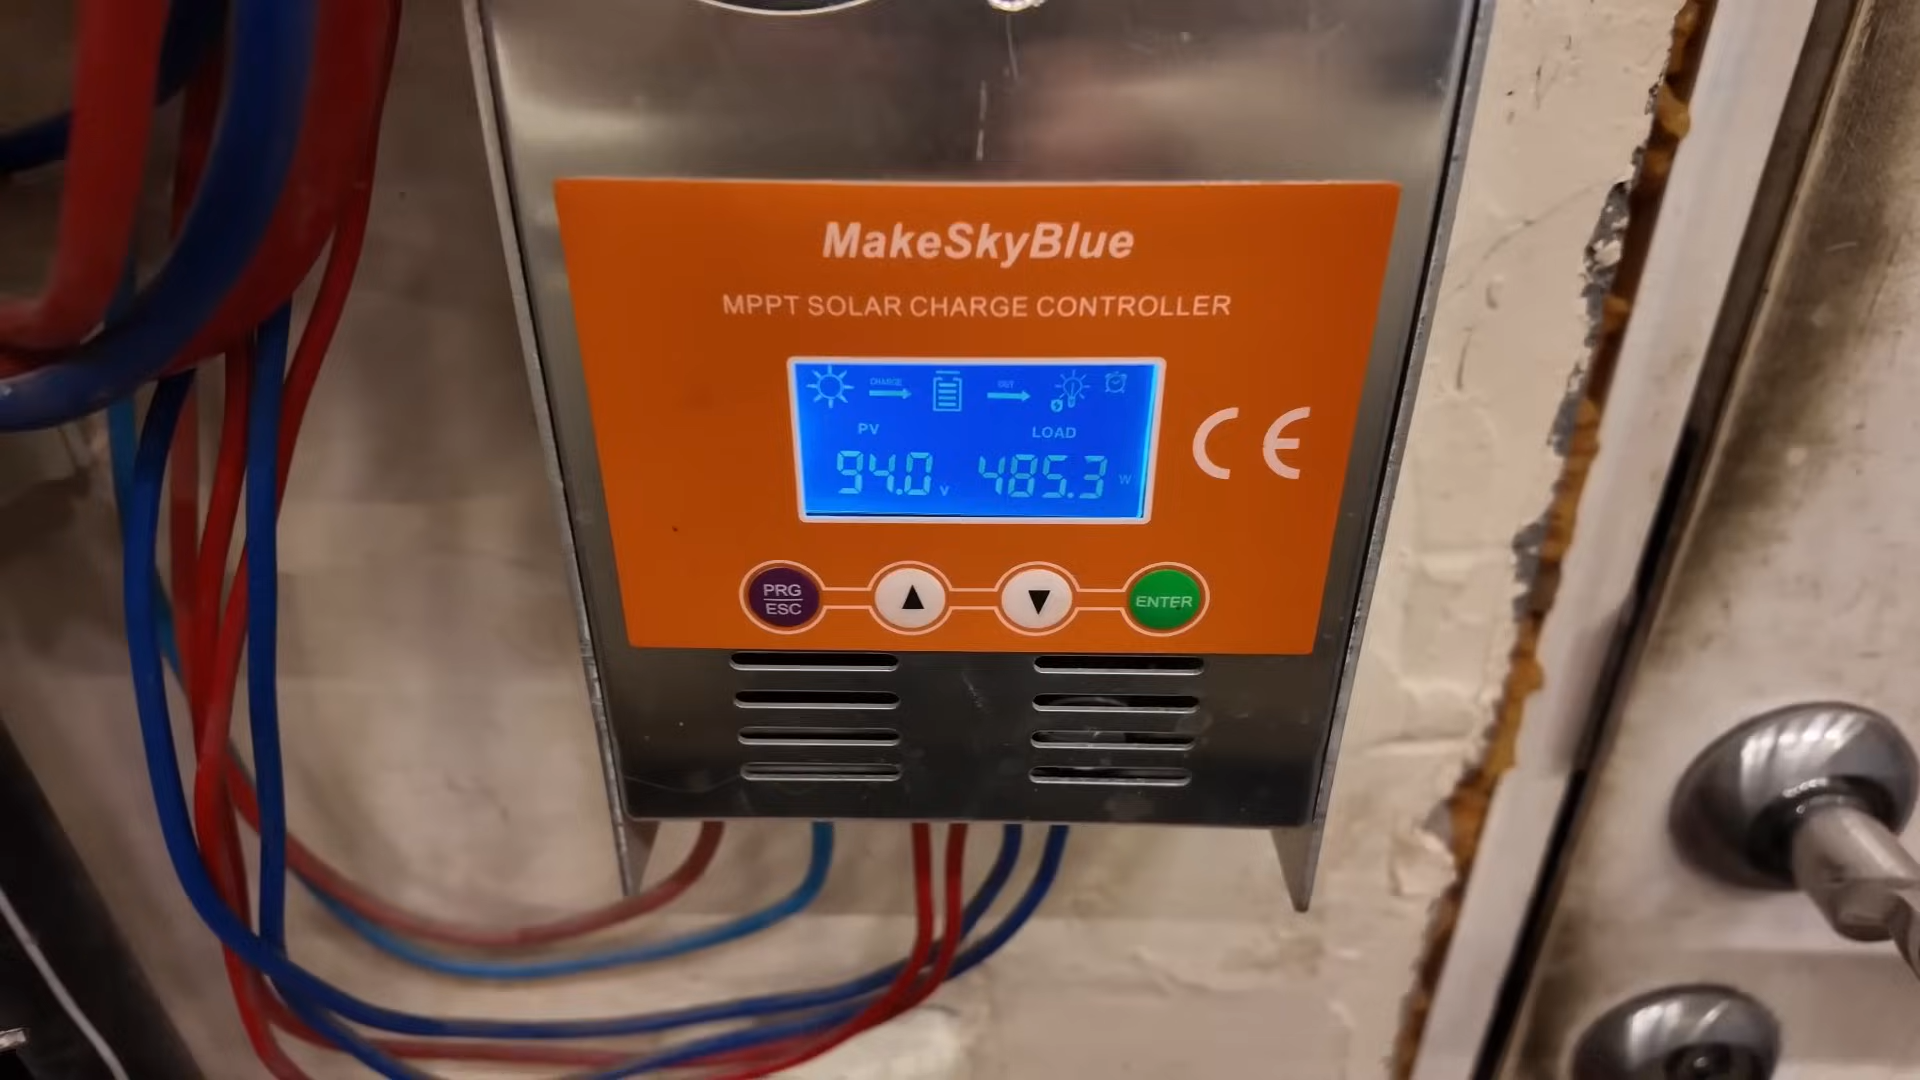 MakeSkyBlue
MPPT SOLAR CHARGE CONTROLLER
CHARGE OUT
PV LOAD
94.0 V 485.3 W
CE
PRG
ESC
▲ ▼ ENTER